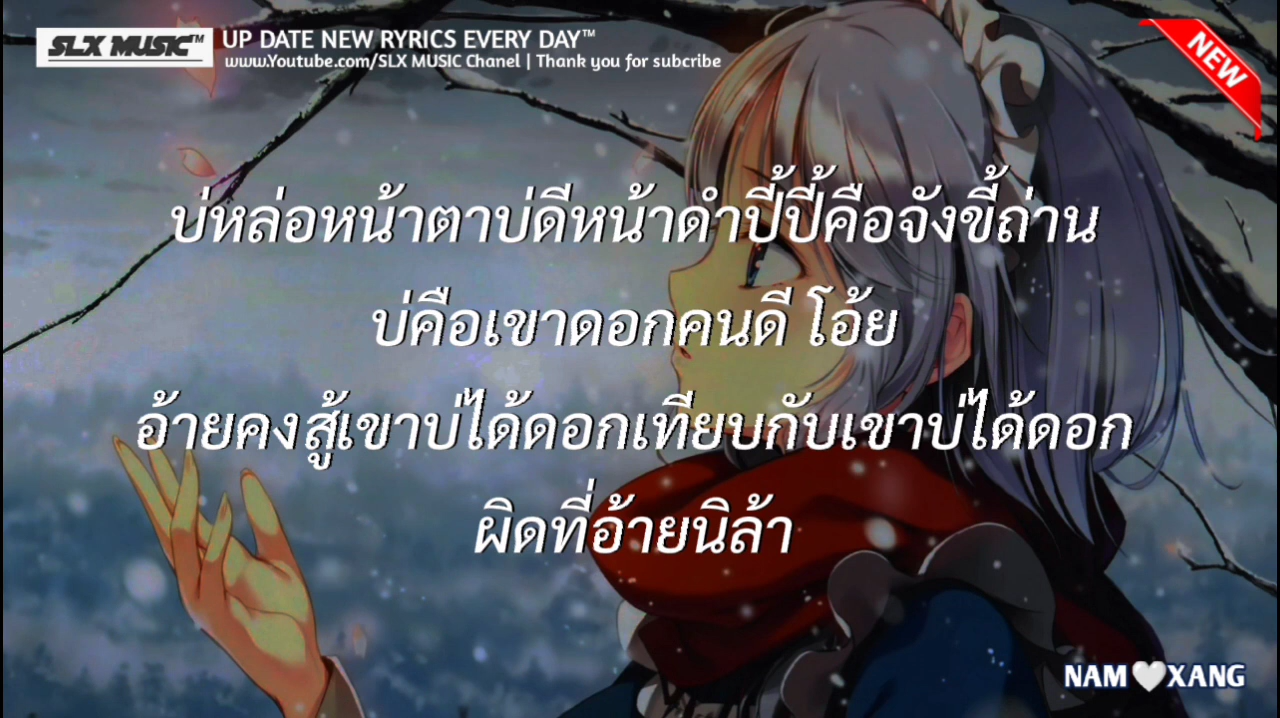 SLX MUSIC™
UP DATE NEW RYRICS EVERY DAY™
www.Youtube.com/SLX MUSIC Chanel | Thank you for subcribe
NEW
บ่หล่อหน้าตาบ่ดีหน้าดำปี้ปี้คือจังขี้ถ่าน
บ่คือเขาดอกคนดี โอ้ย
อ้ายคงสู้เขาบ่ได้ดอกเทียบกับเขาบ่ได้ดอก
ผิดที่อ้ายนิล้า
NAM🤍XANG